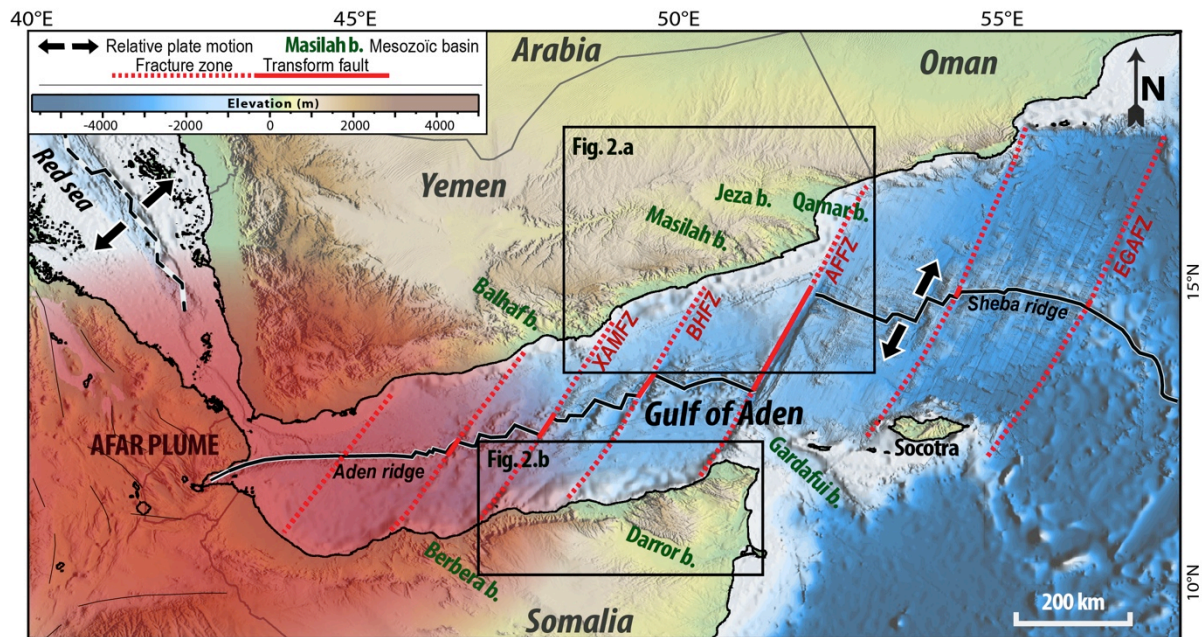 40°E
45°E
50°E
55°E
Relative plate motion
Masilah b. Mesozoïc basin
Fracture zone
Transform fault
Elevation (m)
-4000
-2000
0
2000
4000
Arabia
Oman
N
Fig. 2.a
Red sea
Yemen
Jeza b.
Qamar b.
Masilah b.
AFFZ
EGAFZ
15°N
Balhaf b.
XAMFZ
BHFZ
Sheba ridge
Gulf of Aden
AFAR PLUME
Aden ridge
Fig. 2.b
Socotra
Gardafui b.
Berbera b.
Darror b.
10°N
Somalia
200 km